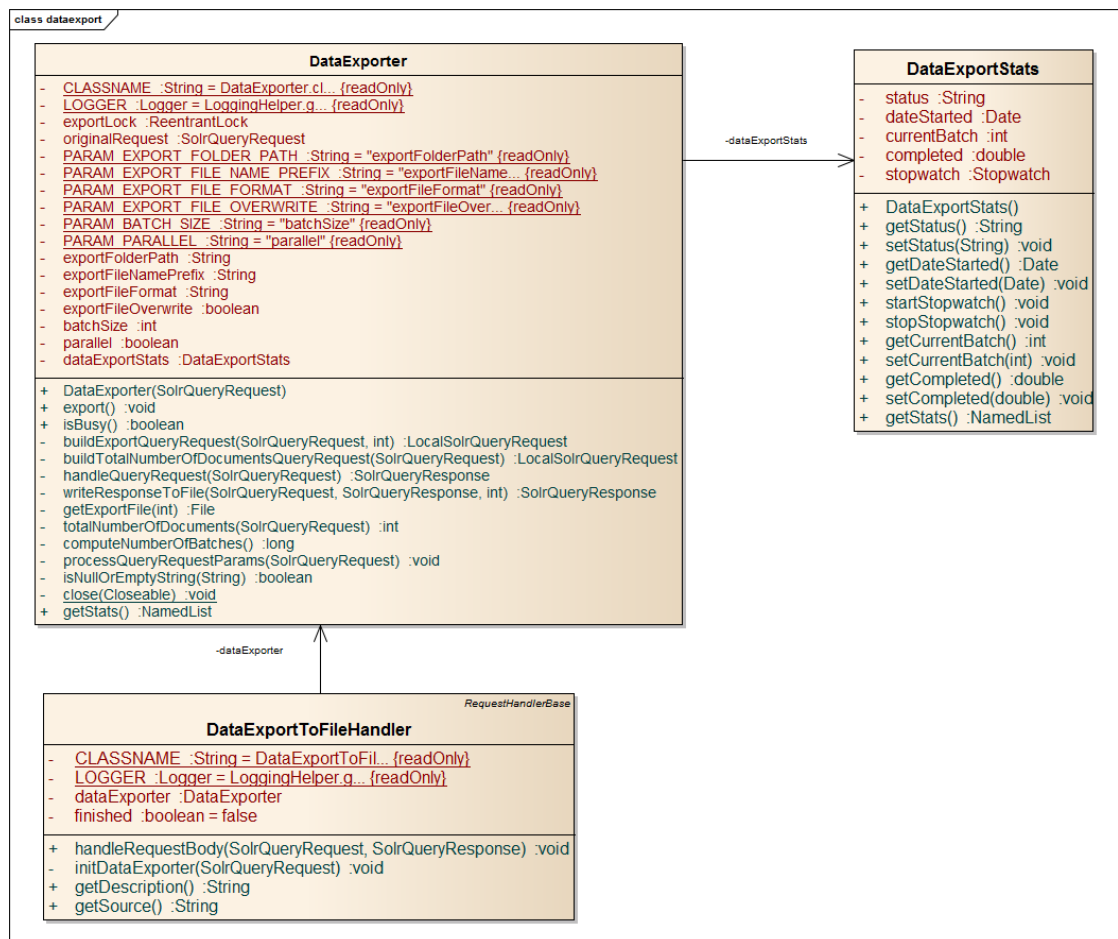 class dataexport
DataExporter
- CLASSNAME :String = DataExporter.cl... {readOnly}
- LOGGER :Logger = LoggingHelper.g... {readOnly}
- exportLock :ReentrantLock
- originalRequest :SolrQueryRequest
- PARAM_EXPORT_FOLDER_PATH :String = "exportFolderPath" {readOnly}
- PARAM_EXPORT_FILE_NAME_PREFIX :String = "exportFileName... {readOnly}
- PARAM_EXPORT_FILE_FORMAT :String = "exportFileFormat" {readOnly}
- PARAM_EXPORT_FILE_OVERWRITE :String = "exportFileOver... {readOnly}
- PARAM_BATCH_SIZE :String = "batchSize" {readOnly}
- PARAM_PARALLEL :String = "parallel" {readOnly}
- exportFolderPath :String
- exportFileNamePrefix :String
- exportFileFormat :String
- exportFileOverwrite :boolean
- batchSize :int
- parallel :boolean
- dataExportStats :DataExportStats
+ DataExporter(SolrQueryRequest)
+ export() :void
+ isBusy() :boolean
- buildExportQueryRequest(SolrQueryRequest, int) :LocalSolrQueryRequest
- buildTotalNumberOfDocumentsQueryRequest(SolrQueryRequest) :LocalSolrQueryRequest
- handleQueryRequest(SolrQueryRequest) :SolrQueryResponse
- writeResponseToFile(SolrQueryRequest, SolrQueryResponse, int) :SolrQueryResponse
- getExportFile(int) :File
- totalNumberOfDocuments(SolrQueryRequest) :int
- computeNumberOfBatches() :long
- processQueryRequestParams(SolrQueryRequest) :void
- isNullOrEmptyString(String) :boolean
- close(Closeable) :void
+ getStats() :NamedList
-dataExportStats
DataExportStats
- status :String
- dateStarted :Date
- currentBatch :int
- completed :double
- stopwatch :Stopwatch
+ DataExportStats()
+ getStatus() :String
+ setStatus(String) :void
+ getDateStarted() :Date
+ setDateStarted(Date) :void
+ startStopwatch() :void
+ stopStopwatch() :void
+ getCurrentBatch() :int
+ setCurrentBatch(int) :void
+ getCompleted() :double
+ setCompleted(double) :void
+ getStats() :NamedList
-dataExporter
RequestHandlerBase
DataExportToFileHandler
- CLASSNAME :String = DataExportToFil... {readOnly}
- LOGGER :Logger = LoggingHelper.g... {readOnly}
- dataExporter :DataExporter
- finished :boolean = false
+ handleRequestBody(SolrQueryRequest, SolrQueryResponse) :void
- initDataExporter(SolrQueryRequest) :void
+ getDescription() :String
+ getSource() :String